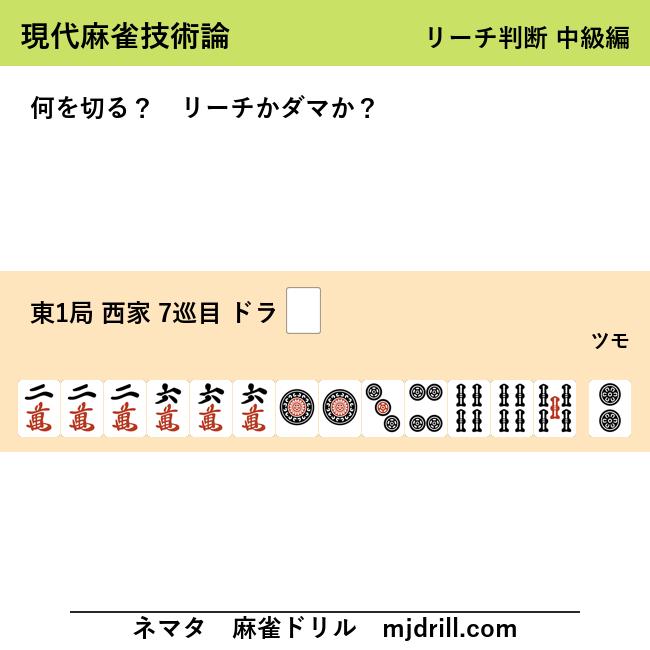 現代麻雀技術論
リーチ判断 中級編
何を切る？　リーチかダマか？
東1局 西家 7巡目 ドラ
ツモ
二萬 二萬 二萬 六萬 六萬 六萬
ネマタ　麻雀ドリル　mjdrill.com